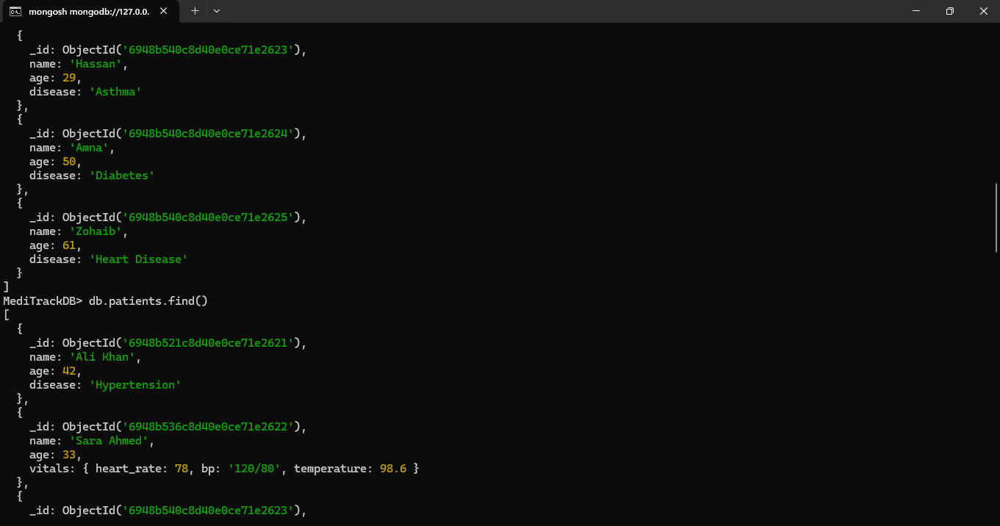 mongosh mongodb://127.0.0.
{
_id: ObjectId('6948b540c8d40e0ce71e2623'),
name: 'Hassan',
age: 29,
disease: 'Asthma'
},
{
_id: ObjectId('6948b540c8d40e0ce71e2624'),
name: 'Amna',
age: 50,
disease: 'Diabetes'
},
{
_id: ObjectId('6948b540c8d40e0ce71e2625'),
name: 'Zohaib',
age: 61,
disease: 'Heart Disease'
}
]
MediTrackDB> db.patients.find()
[
{
_id: ObjectId('6948b521c8d40e0ce71e2621'),
name: 'Ali Khan',
age: 42,
disease: 'Hypertension'
},
{
_id: ObjectId('6948b536c8d40e0ce71e2622'),
name: 'Sara Ahmed',
age: 33,
vitals: { heart_rate: 78, bp: '120/80', temperature: 98.6 }
},
{
_id: ObjectId('6948b540c8d40e0ce71e2623'),